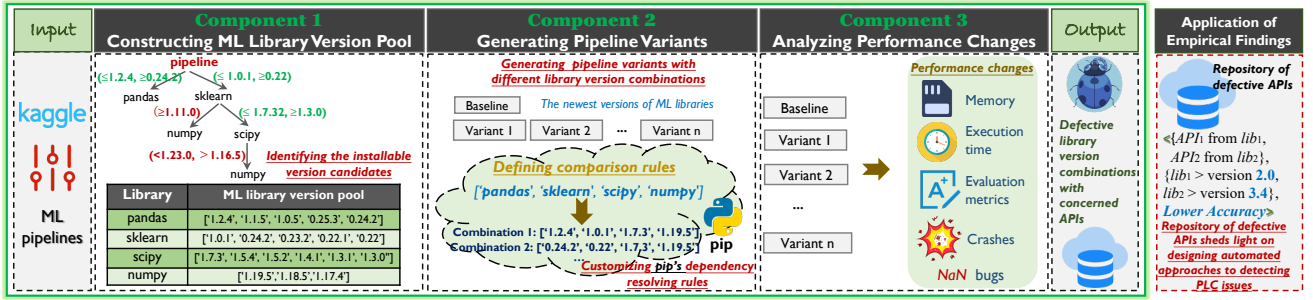 Input
kaggle
ML
pipelines
Component 1
Constructing ML Library Version Pool
pipeline
(≤1.2.4, ≥0.24.2)
(≤ 1.0.1, ≥0.22)
pandas
sklearn
(≥1.11.0)
(≤ 1.7.32, ≥1.3.0)
numpy
scipy
(<1.23.0, >1.16.5)
numpy
Identifying the installable
version candidates
Library
ML library version pool
pandas
['1.2.4', '1.1.5', '1.0.5', '0.25.3', '0.24.2']
sklearn
['1.0.1', '0.24.2', '0.23.2', '0.22.1', '0.22']
scipy
['1.7.3', '1.5.4', '1.5.2', '1.4.1', '1.3.1', '1.3.0'']
numpy
['1.19.5','1.18.5','1.17.4']
Component 2
Generating Pipeline Variants
Generating pipeline variants with
different library version combinations
Baseline
The newest versions of ML libraries
Variant 1
Variant 2
...
Variant n
Defining comparison rules
['pandas', 'sklearn', 'scipy', 'numpy']
Combination 1: ['1.2.4', '1.0.1', '1.7.3', '1.19.5']
Combination 2: ['0.24.2', '0.22', '1.7.3', '1.19.5']
...
pip
Customizing pip's dependency
resolving rules
Component 3
Analyzing Performance Changes
Baseline
Variant 1
Variant 2
...
Variant n
Performance changes
Memory
Execution
time
A+
Evaluation
metrics
Crashes
NaN bugs
Output
Defective
library
version
combinations
with
concerned
APIs
Application of
Empirical Findings
Repository of
defective APIs
<{API1 from lib1,
API2 from lib2},
{lib1 > version 2.0,
lib2 > version 3.4},
Lower Accuracy>
Repository of defective
APIs sheds light on
designing automated
approaches to detecting
PLC issues